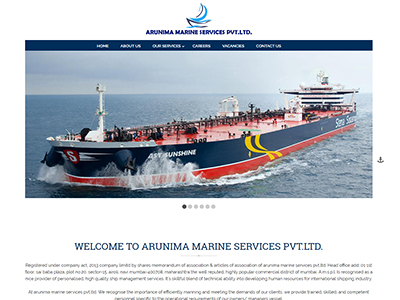 ARUNIMA MARINE SERVICES PVT.LTD.
HOME ABOUT US OUR SERVICES CAREERS VACANCIES CONTACT US
SUNSHINE
S
WELCOME TO ARUNIMA MARINE SERVICES PVT.LTD.
Registered under company act, 2013 company limitd by shares memorandum of association & articles of association of arunima marine services pvt.ltd. Head office add. 01 1st
floor, sai baba plaza, plot no.20, sector-15, airoli, navi mumbai-400708. maharashtra the well reputed, highly popular commercial district of mumbai. A.m.s.p.l. Is recognised as a
nice provider of personalised, high quality ship management services. It's skillful blend of technical ability into developing human resources for international shipping industry
At arunima marine services pvt.ltd. We recognise the importance of efficiently manning and meeting the demands of our clients, we provide trained, skilled, and competent
personnel specific to the operational requirements of our owners' managers' vessel.